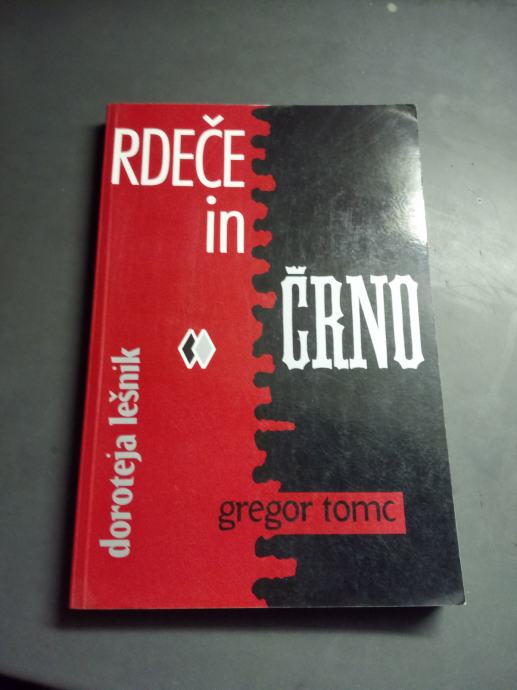 RDEČE
in
ČRNO
doroteja lešnik
gregor tomc